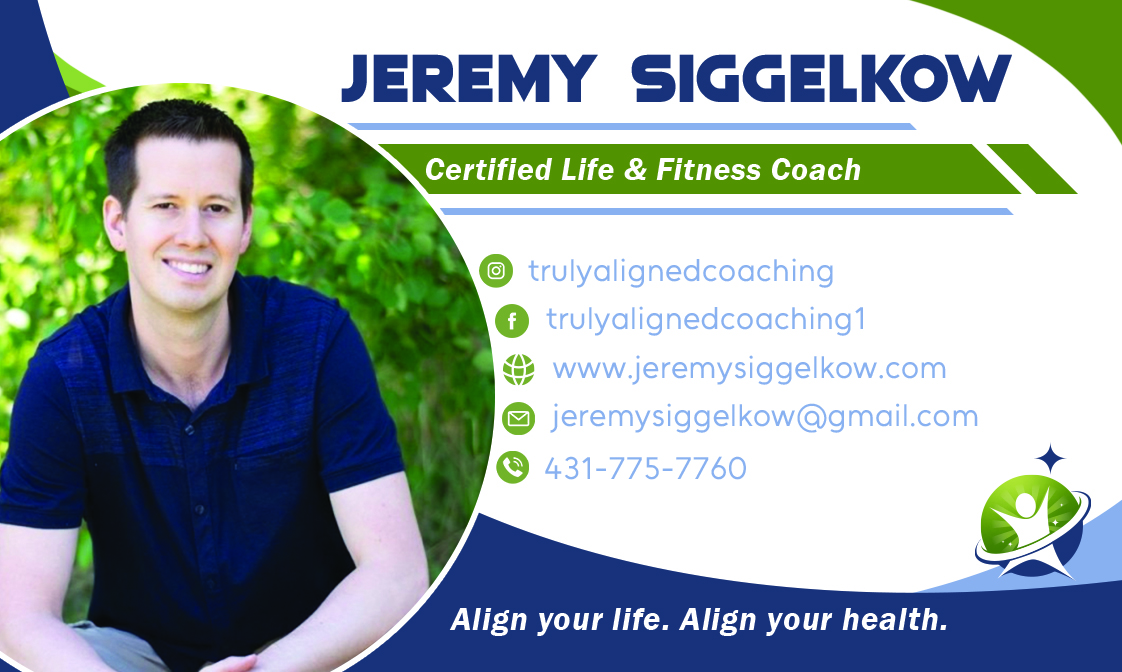 JEREMY SIGGELKOW
Certified Life & Fitness Coach
trulyalignedcoaching
trulyalignedcoaching1
www.jeremysiggelkow.com
jeremysiggelkow@gmail.com
431-775-7760
Align your life. Align your health.